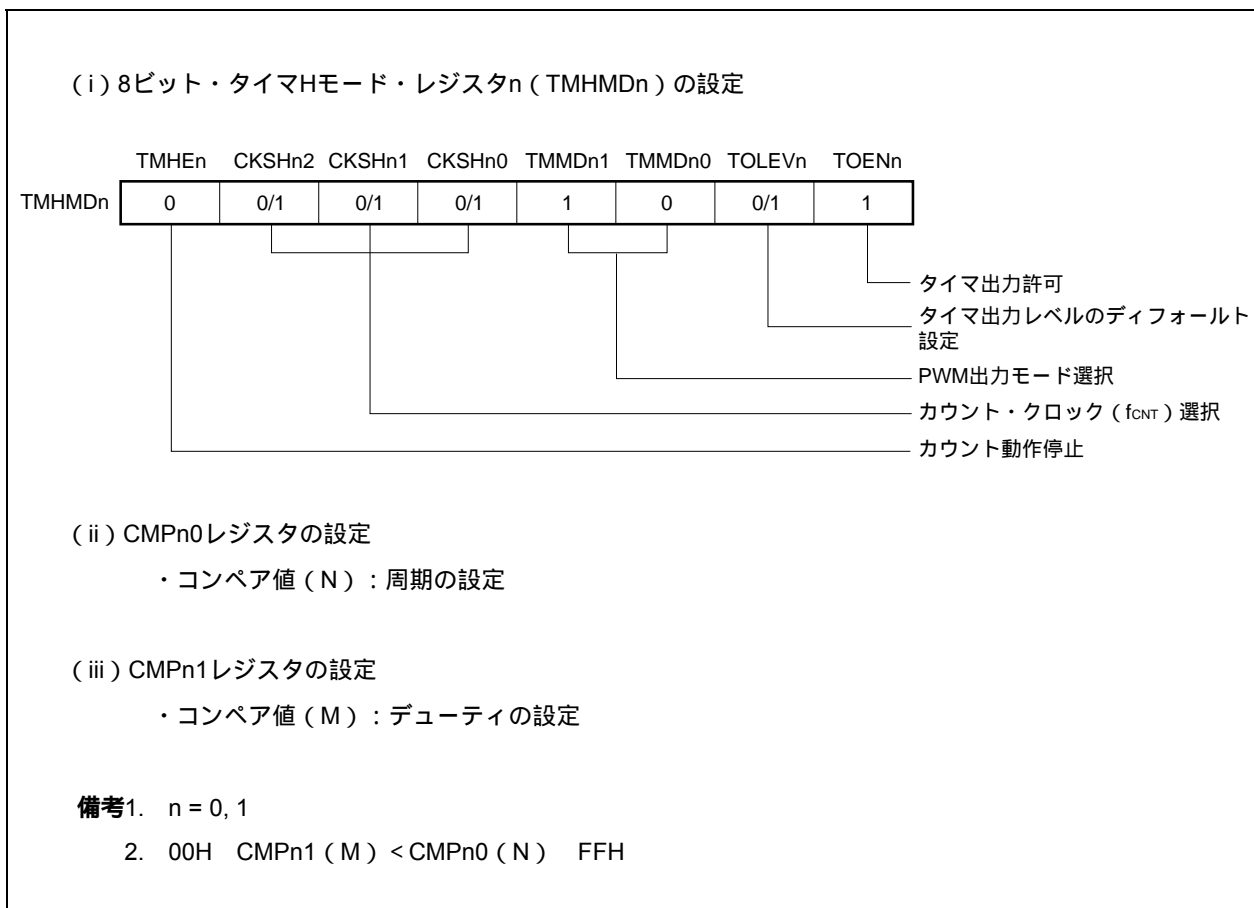 （i）8ビット・タイマHモード・レジスタn（TMHMDn）の設定
TMHEn CKSHn2 CKSHn1 CKSHn0 TMMDn1 TMMDn0 TOLEVn TOENn
TMHMDn 0 0/1 0/1 0/1 1 0 0/1 1
タイマ出力許可
タイマ出力レベルのディフォールト
設定
PWM出力モード選択
カウント・クロック（fCNT）選択
カウント動作停止
（ii）CMPn0レジスタの設定
・コンペア値（N）：周期の設定
（iii）CMPn1レジスタの設定
・コンペア値（M）：デューティの設定
備考1. n = 0, 1
2. 00H CMPn1（M）＜CMPn0（N） FFH